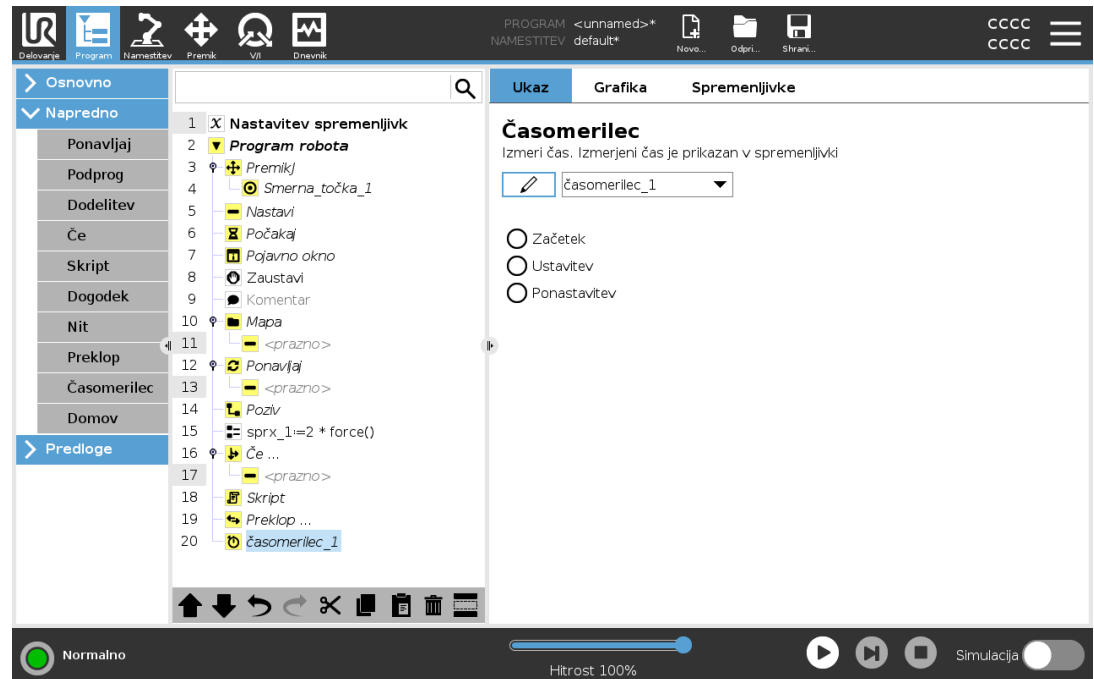 UR
Delovanje
Program
Namestitev
Premik
V/I
Dnevnik
PROGRAM <unnamed>*
NAMESTITEV default*
Novo...
Odpri...
Shrani...
CCCC
CCCC
Osnovno
Napredno
Ponavljaj
Podprog
Dodelitev
Če
Skript
Dogodek
Nit
Preklop
Časomerilec
Domov
Predloge
1 X Nastavitev spremenljivk
2 Program robota
3 PremikJ
4 Smerna_točka_1
5 Nastavi
6 Počakaj
7 Pojavno okno
8 Zaustavi
9 Komentar
10 Mapa
11 <prazno>
12 Ponavljaj
13 <prazno>
14 Poziv
15 sprx_1:=2 * force()
16 Če ...
17 <prazno>
18 Skript
19 Preklop ...
20 časomerilec_1
Ukaz
Grafika
Spremenljivke
Časomerilec
Izmeri čas. Izmerjeni čas je prikazan v spremenljivki
časomerilec_1
Začetek
Ustavitev
Ponastavitev
Normalno
Hitrost 100%
Simulacija